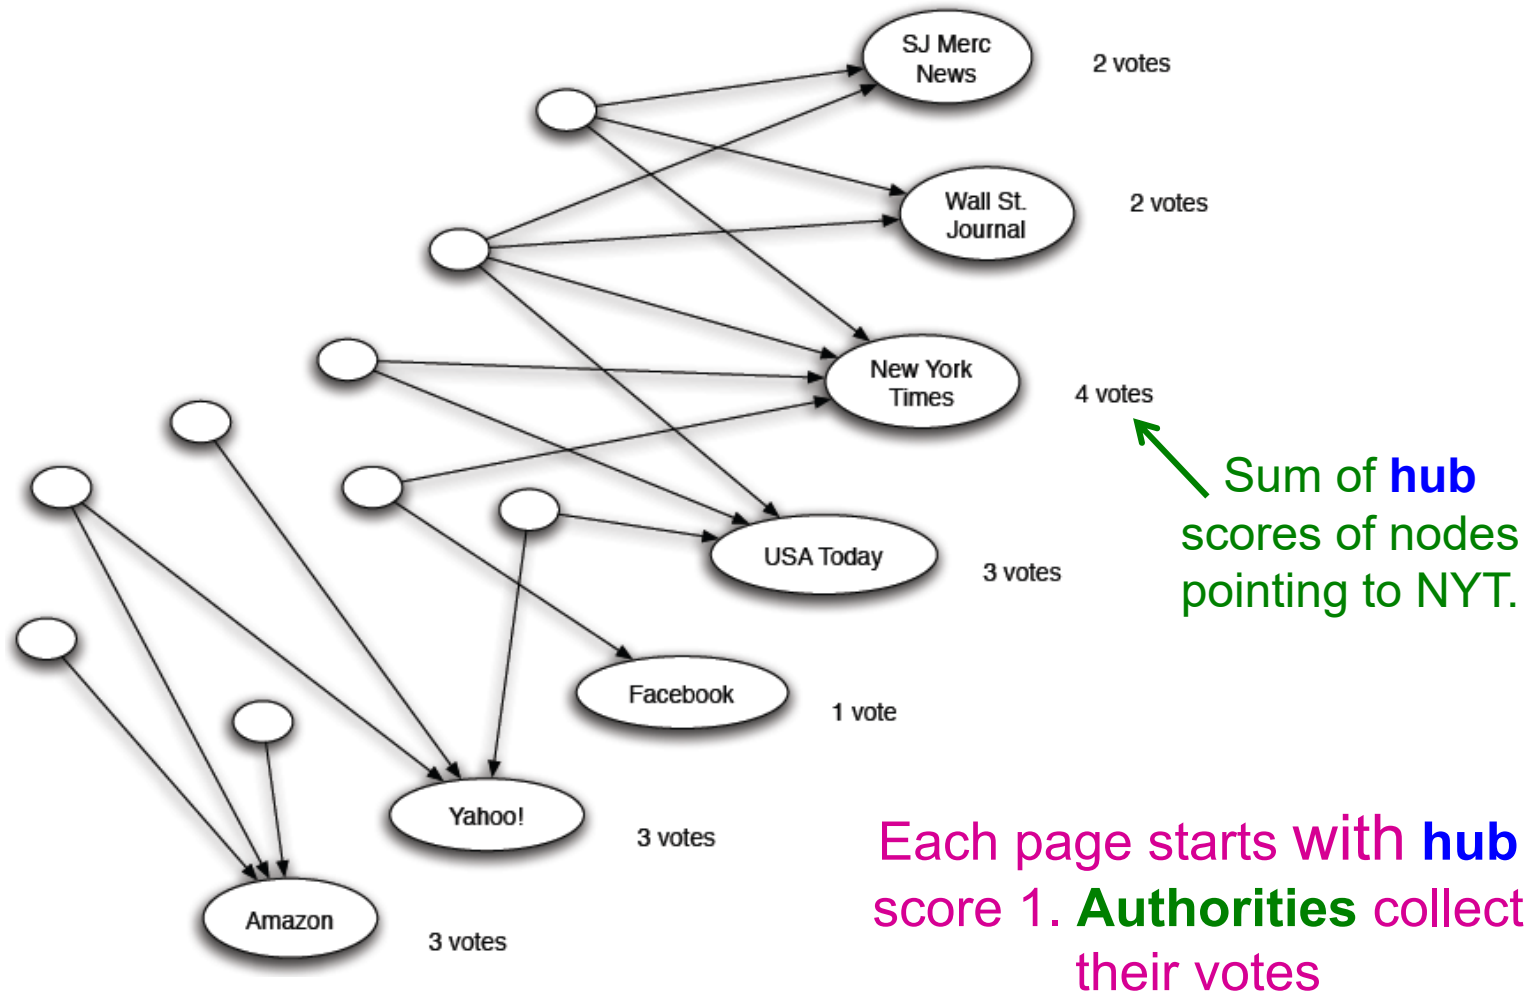 SJ Merc
News
2 votes
Wall St.
Journal
2 votes
New York
Times
4 votes
Sum of hub
scores of nodes
pointing to NYT.
USA Today
3 votes
Facebook
1 vote
Yahoo!
3 votes
Amazon
3 votes
Each page starts with hub
score 1. Authorities collect
their votes